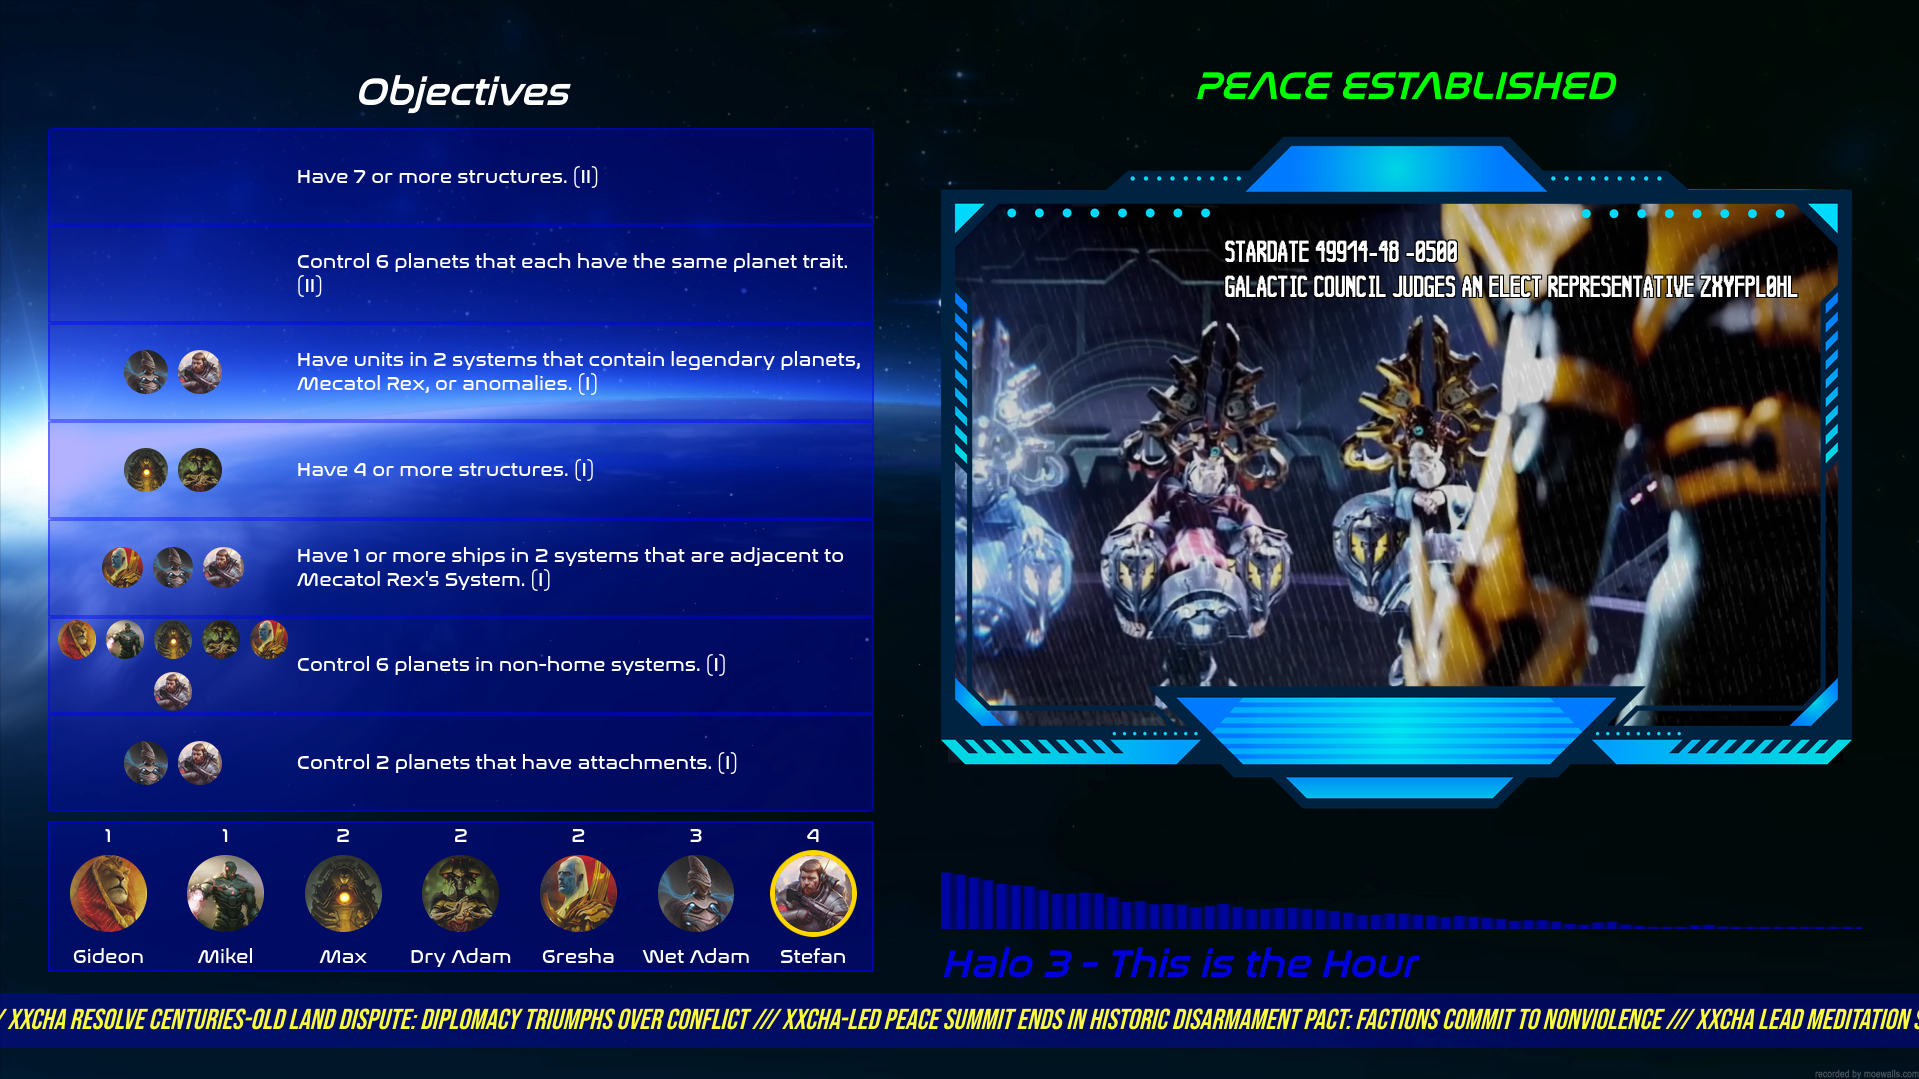 Objectives
Have 7 or more structures. (II)
Control 6 planets that each have the same planet trait.
(II)
Have units in 2 systems that contain legendary planets,
Mecatol Rex, or anomalies. (I)
Have 4 or more structures. (I)
Have 1 or more ships in 2 systems that are adjacent to
Mecatol Rex's System. (I)
Control 6 planets in non-home systems. (I)
Control 2 planets that have attachments. (I)
1 1 2 2 2 3 4
Gideon Mikel Max Dry Adam Gresha Wet Adam Stefan
PEACE ESTABLISHED
STARDATE 49914-48 -0500
GALACTIC COUNCIL JUDGES AN ELECT REPRESENTATIVE ZXYFPL0HL
Halo 3 - This is the Hour
/ XXCHA RESOLVE CENTURIES-OLD LAND DISPUTE: DIPLOMACY TRIUMPHS OVER CONFLICT /// XXCHA-LED PEACE SUMMIT ENDS IN HISTORIC DISARMAMENT PACT: FACTIONS COMMIT TO NONVIOLENCE /// XXCHA LEAD MEDITATION S
recorded by moewalls.com